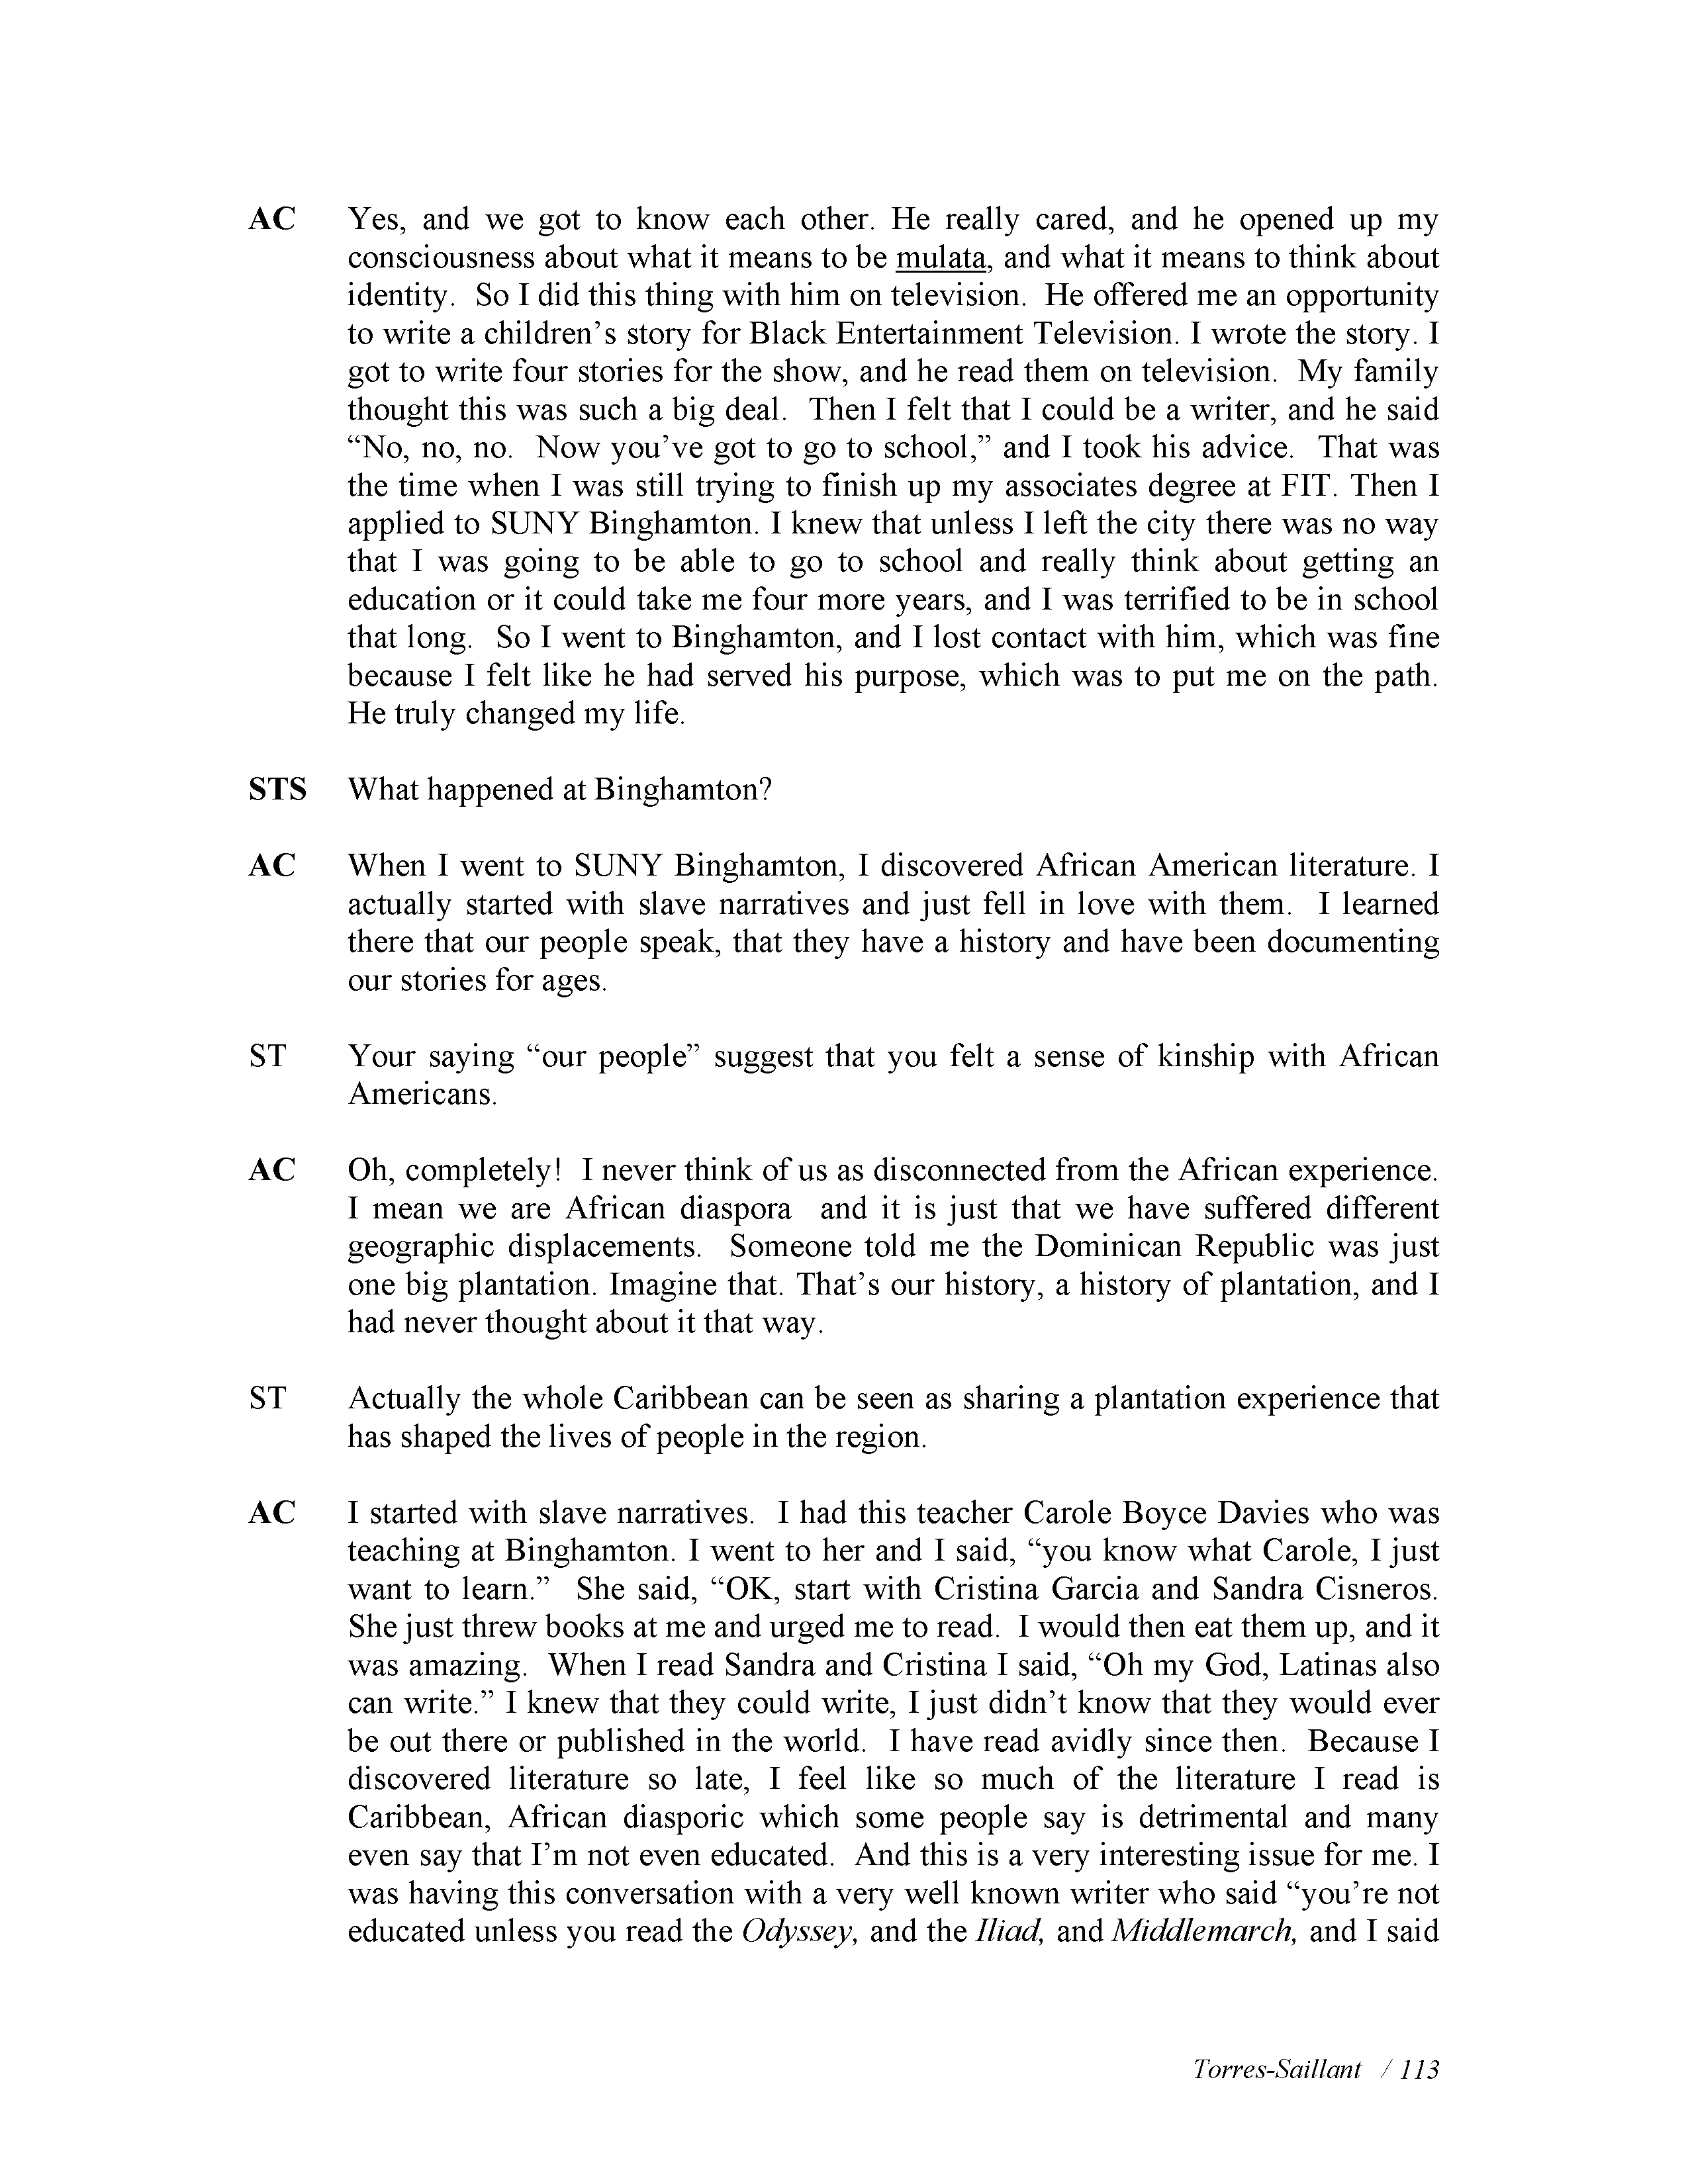 AC Yes, and we got to know each other. He really cared, and he opened up my
consciousness about what it means to be mulata, and what it means to think about
identity.  So I did this thing with him on television.  He offered me an opportunity
to write a children’s story for Black Entertainment Television. I wrote the story. I
got to write four stories for the show, and he read them on television.  My family
thought this was such a big deal.  Then I felt that I could be a writer, and he said
“No, no, no.  Now you’ve got to go to school,” and I took his advice.  That was
the time when I was still trying to finish up my associates degree at FIT. Then I
applied to SUNY Binghamton. I knew that unless I left the city there was no way
that I was going to be able to go to school and really think about getting an
education or it could take me four more years, and I was terrified to be in school
that long.  So I went to Binghamton, and I lost contact with him, which was fine
because I felt like he had served his purpose, which was to put me on the path.
He truly changed my life.
STS What happened at Binghamton?
AC When I went to SUNY Binghamton, I discovered African American literature. I
actually started with slave narratives and just fell in love with them.  I learned
there that our people speak, that they have a history and have been documenting
our stories for ages.
ST Your saying “our people” suggest that you felt a sense of kinship with African
Americans.
AC Oh, completely!  I never think of us as disconnected from the African experience.
I mean we are African diaspora  and it is just that we have suffered different
geographic displacements.  Someone told me the Dominican Republic was just
one big plantation. Imagine that. That’s our history, a history of plantation, and I
had never thought about it that way.
ST Actually the whole Caribbean can be seen as sharing a plantation experience that
has shaped the lives of people in the region.
AC I started with slave narratives.  I had this teacher Carole Boyce Davies who was
teaching at Binghamton. I went to her and I said, “you know what Carole, I just
want to learn.”  She said, “OK, start with Cristina Garcia and Sandra Cisneros.
She just threw books at me and urged me to read.  I would then eat them up, and it
was amazing.  When I read Sandra and Cristina I said, “Oh my God, Latinas also
can write.” I knew that they could write, I just didn’t know that they would ever
be out there or published in the world.  I have read avidly since then.  Because I
discovered literature so late, I feel like so much of the literature I read is
Caribbean, African diasporic which some people say is detrimental and many
even say that I’m not even educated.  And this is a very interesting issue for me. I
was having this conversation with a very well known writer who said “you’re not
educated unless you read the Odyssey, and the Iliad, and Middlemarch, and I said
Torres-Saillant  / 113